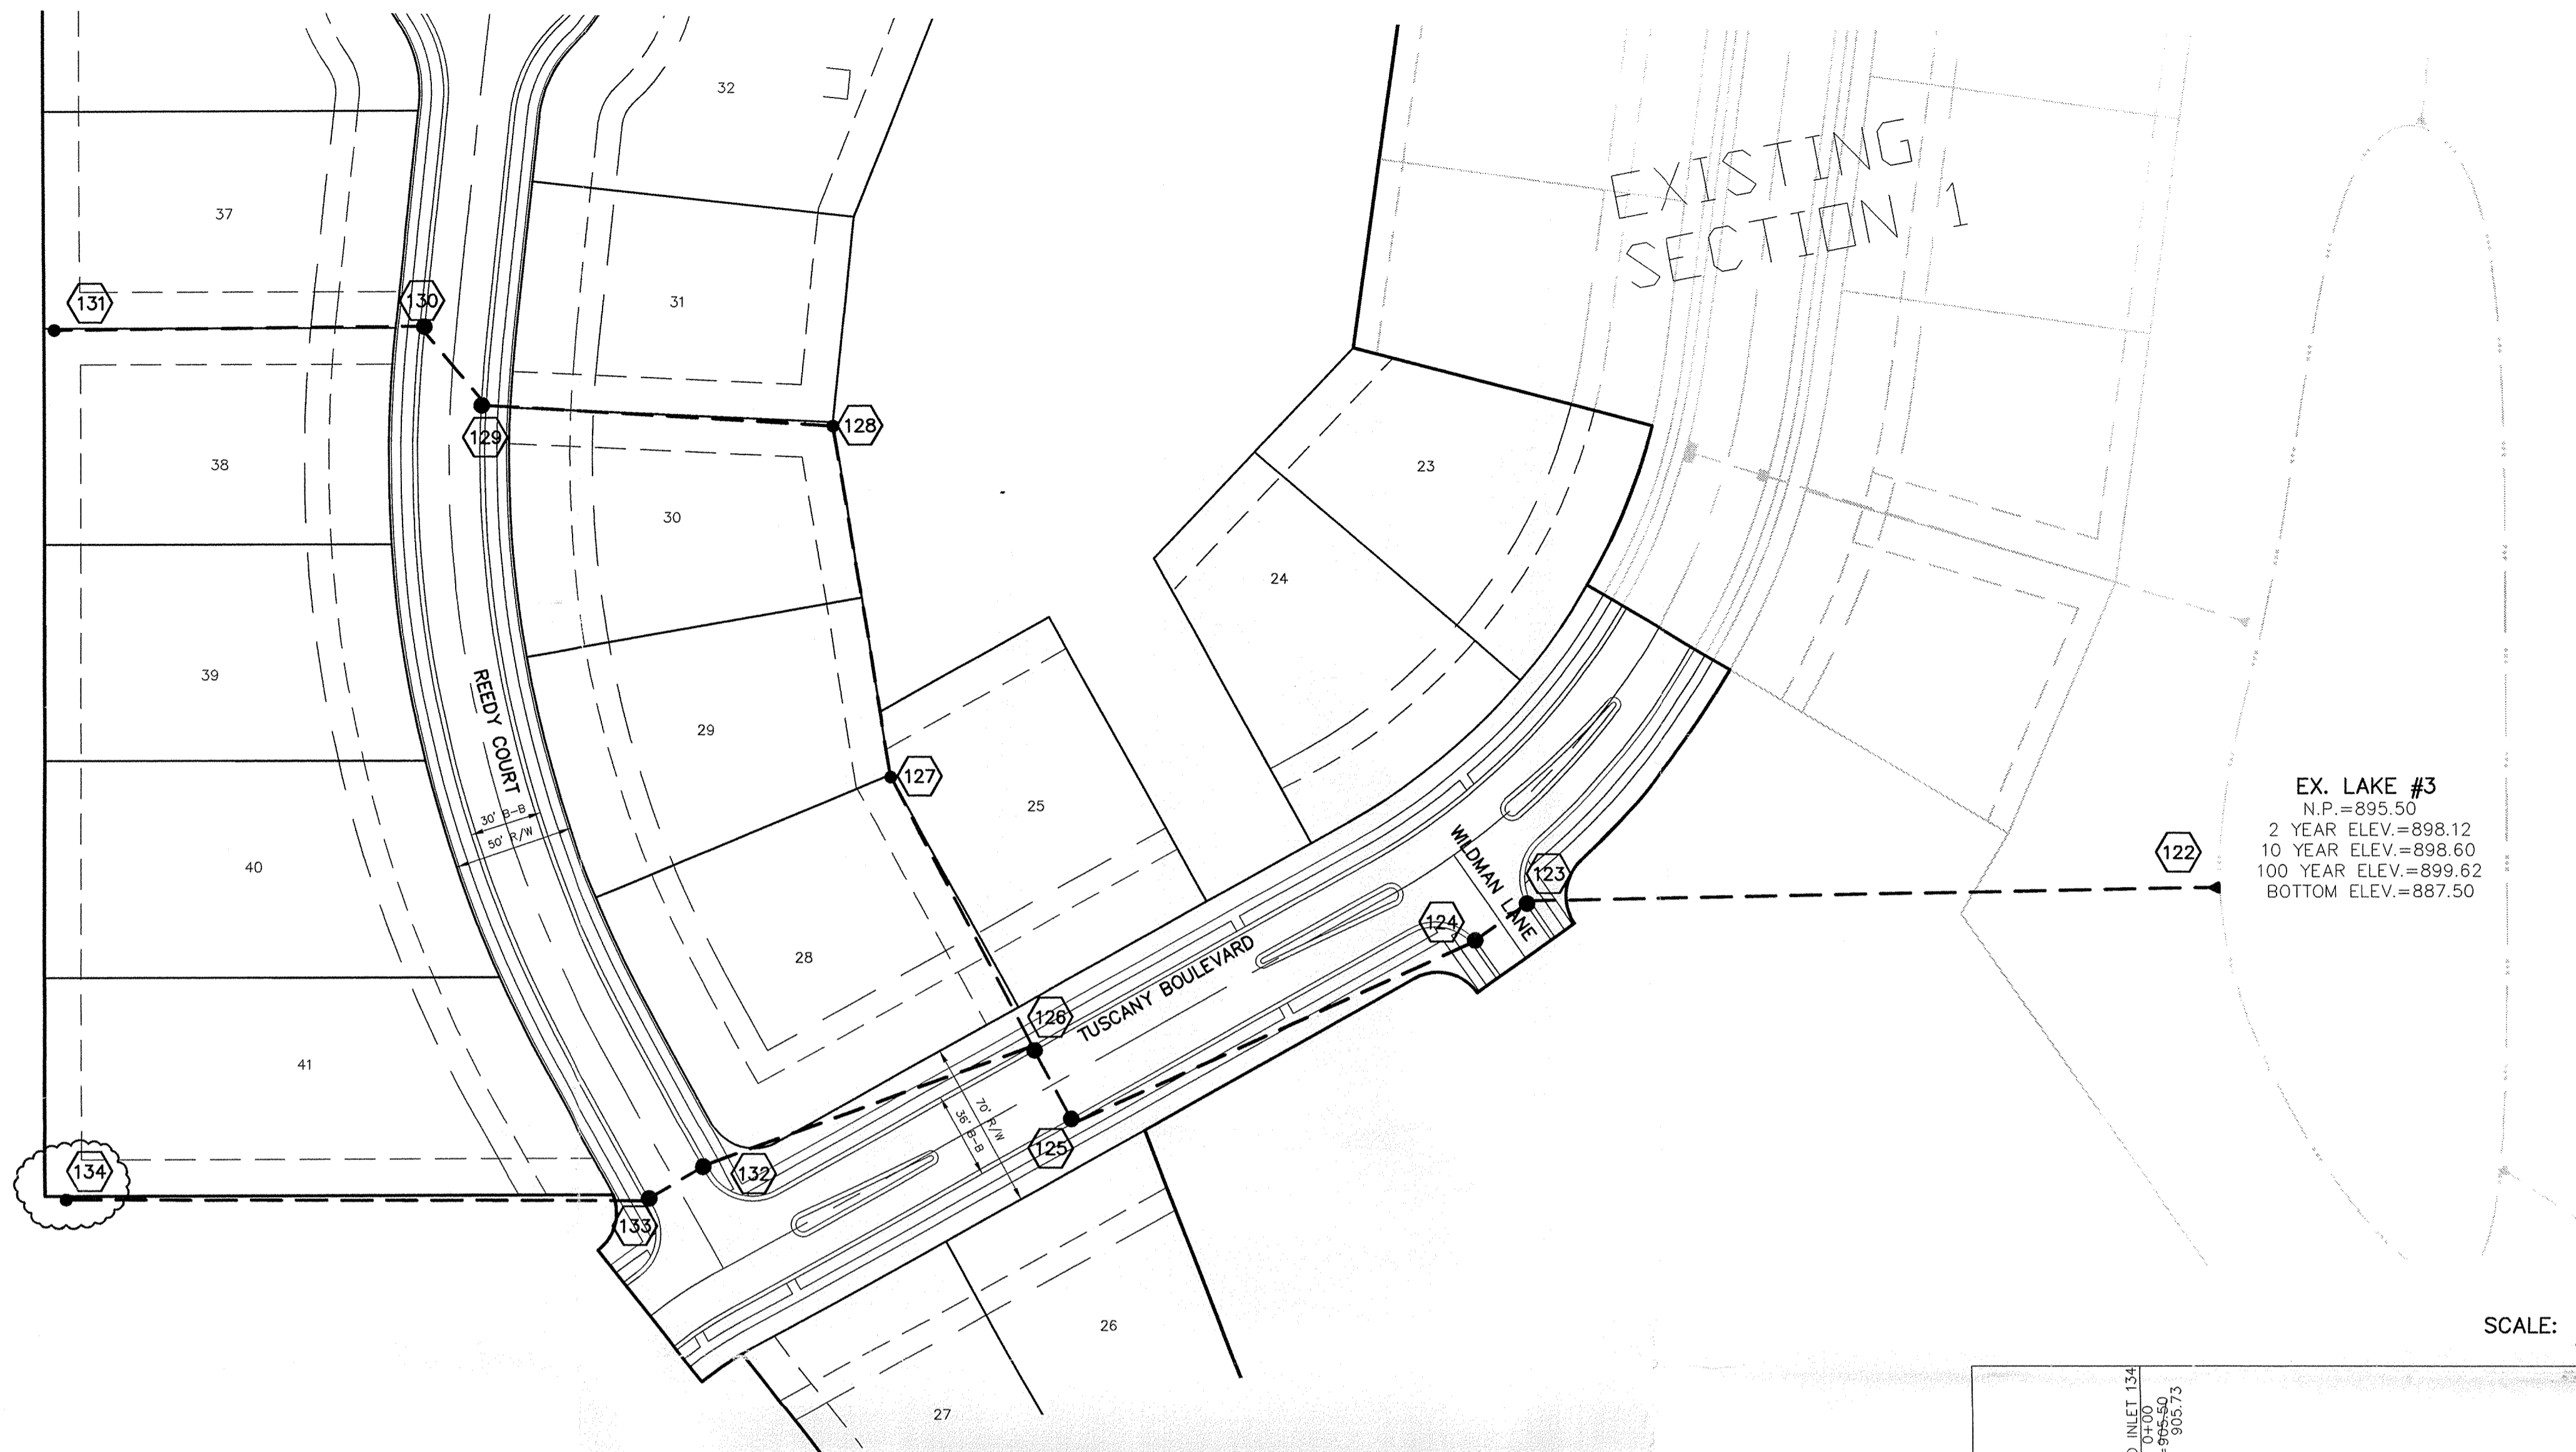 32
EXISTING
SECTION 1
37
131
130
31
128
129
38
23
30
24
39
REEDY COURT
29
127
25
EX. LAKE #3
N.P.=895.50
2 YEAR ELEV.=898.12
10 YEAR ELEV.=898.60
100 YEAR ELEV.=899.62
BOTTOM ELEV.=887.50
30' B-B
50' R/W
40
WILDMAN LANE
122
123
124
28
TUSCANY BOULEVARD
126
41
70' R/W
36' B-B
125
134
132
133
26
SCALE:
27
INLET 134
0+00
=905.50
905.73